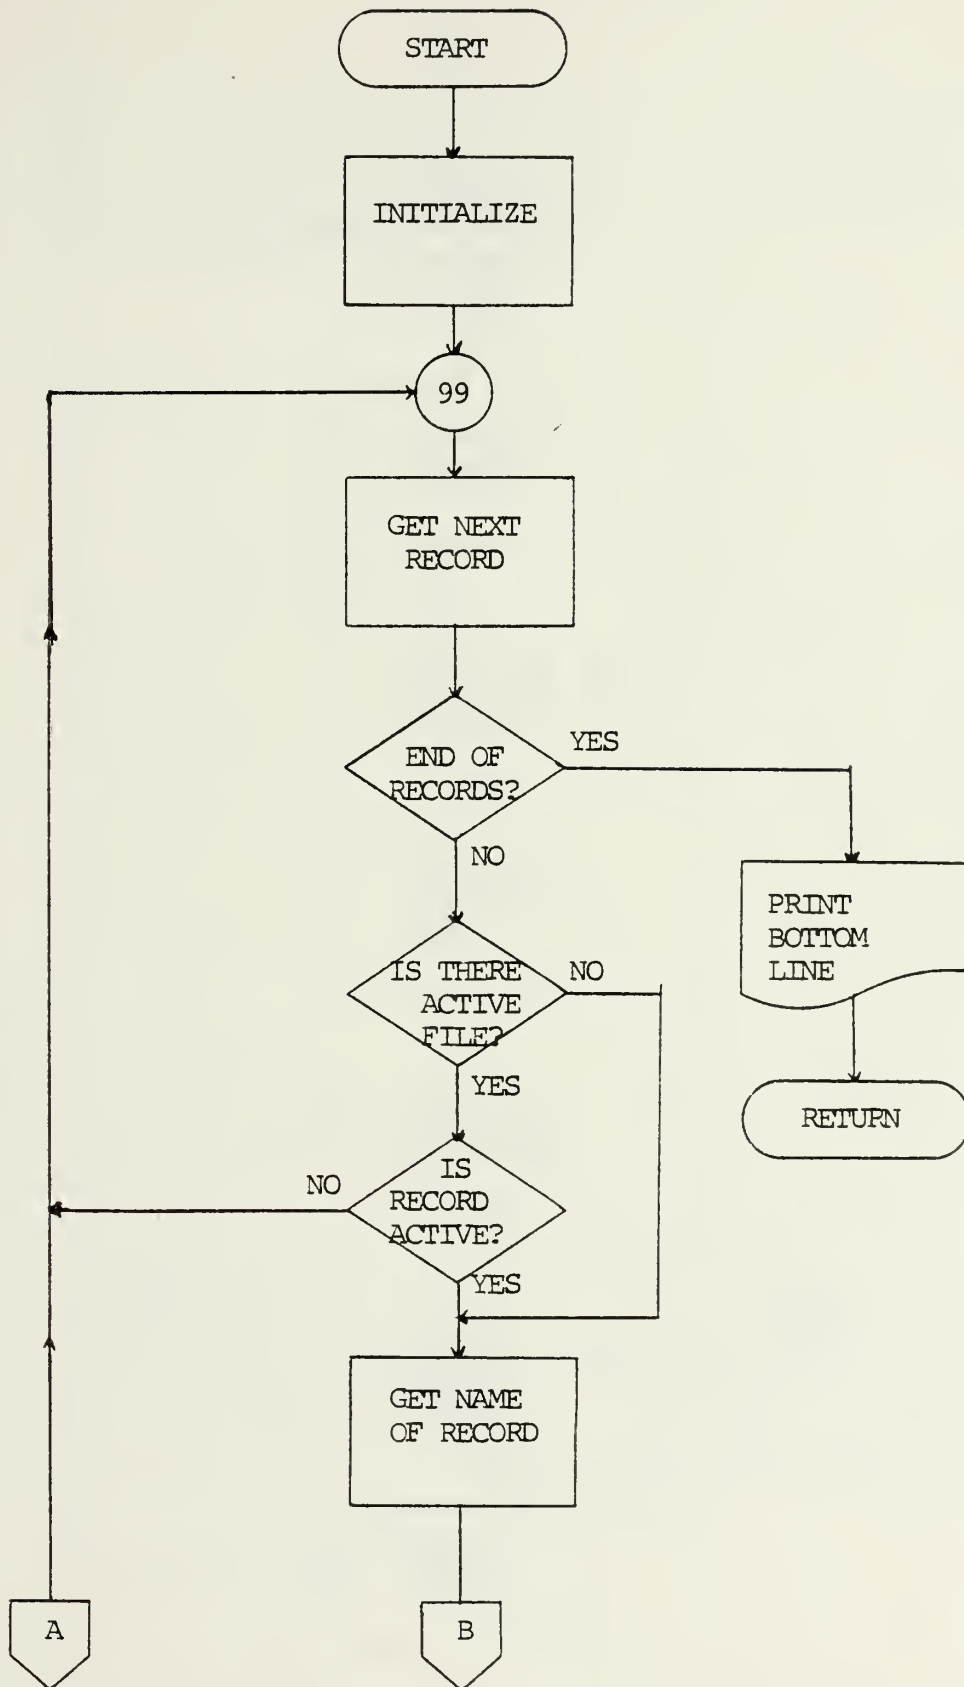 START
INITIALIZE
99
GET NEXT
RECORD
END OF
RECORDS?
YES
NO
PRINT
BOTTOM
LINE
IS THERE
ACTIVE
FILE?
NO
YES
RETURN
IS
RECORD
ACTIVE?
NO
YES
GET NAME
OF RECORD
A
B